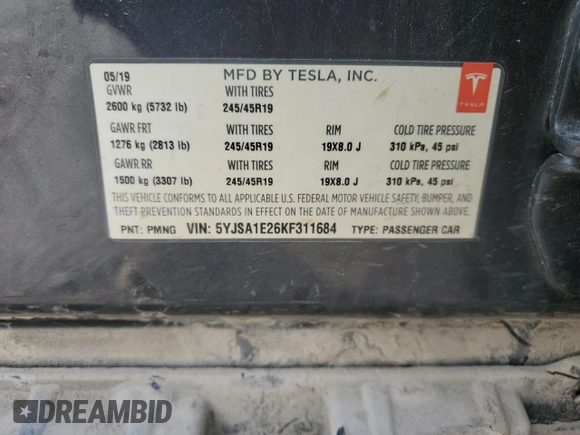 05/19
MFD BY TESLA, INC.
GVWR WITH TIRES
2600 kg (5732 lb) 245/45R19
TESLA
GAWR FRT WITH TIRES RIM COLD TIRE PRESSURE
1276 kg (2813 lb) 245/45R19 19X8.0 J 310 kPa, 45 psi
GAWR RR WITH TIRES RIM COLD TIRE PRESSURE
1500 kg (3307 lb) 245/45R19 19X8.0 J 310 kPa, 45 psi
THIS VEHICLE CONFORMS TO ALL APPLICABLE U.S. FEDERAL MOTOR VEHICLE SAFETY, BUMPER, AND
THEFT PREVENTION STANDARDS IN EFFECT ON THE DATE OF MANUFACTURE SHOWN ABOVE.
PNT: PMNG VIN: 5YJSA1E26KF311684 TYPE: PASSENGER CAR
DREAMBID